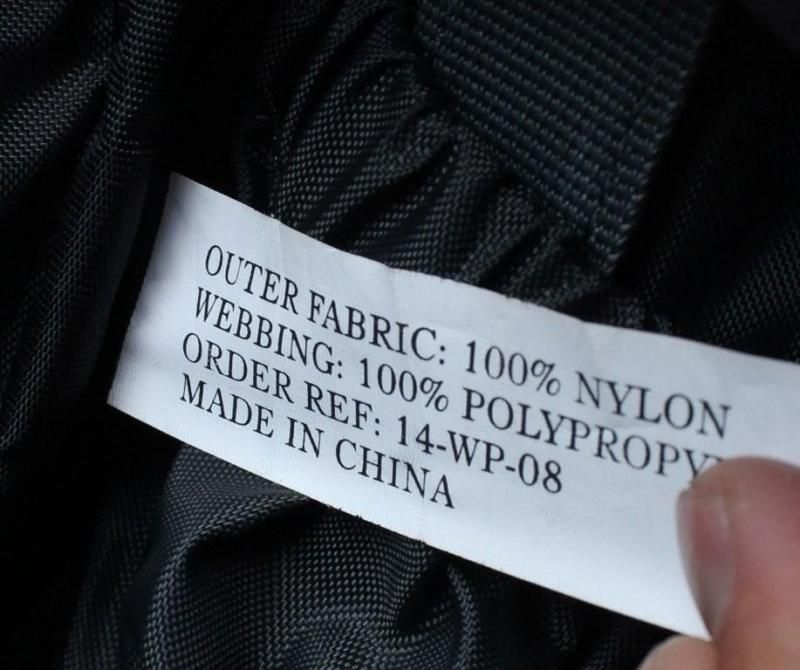 OUTER FABRIC: 100% NYLON
WEBBING: 100% POLYPROPY
ORDER REF: 14-WP-08
MADE IN CHINA